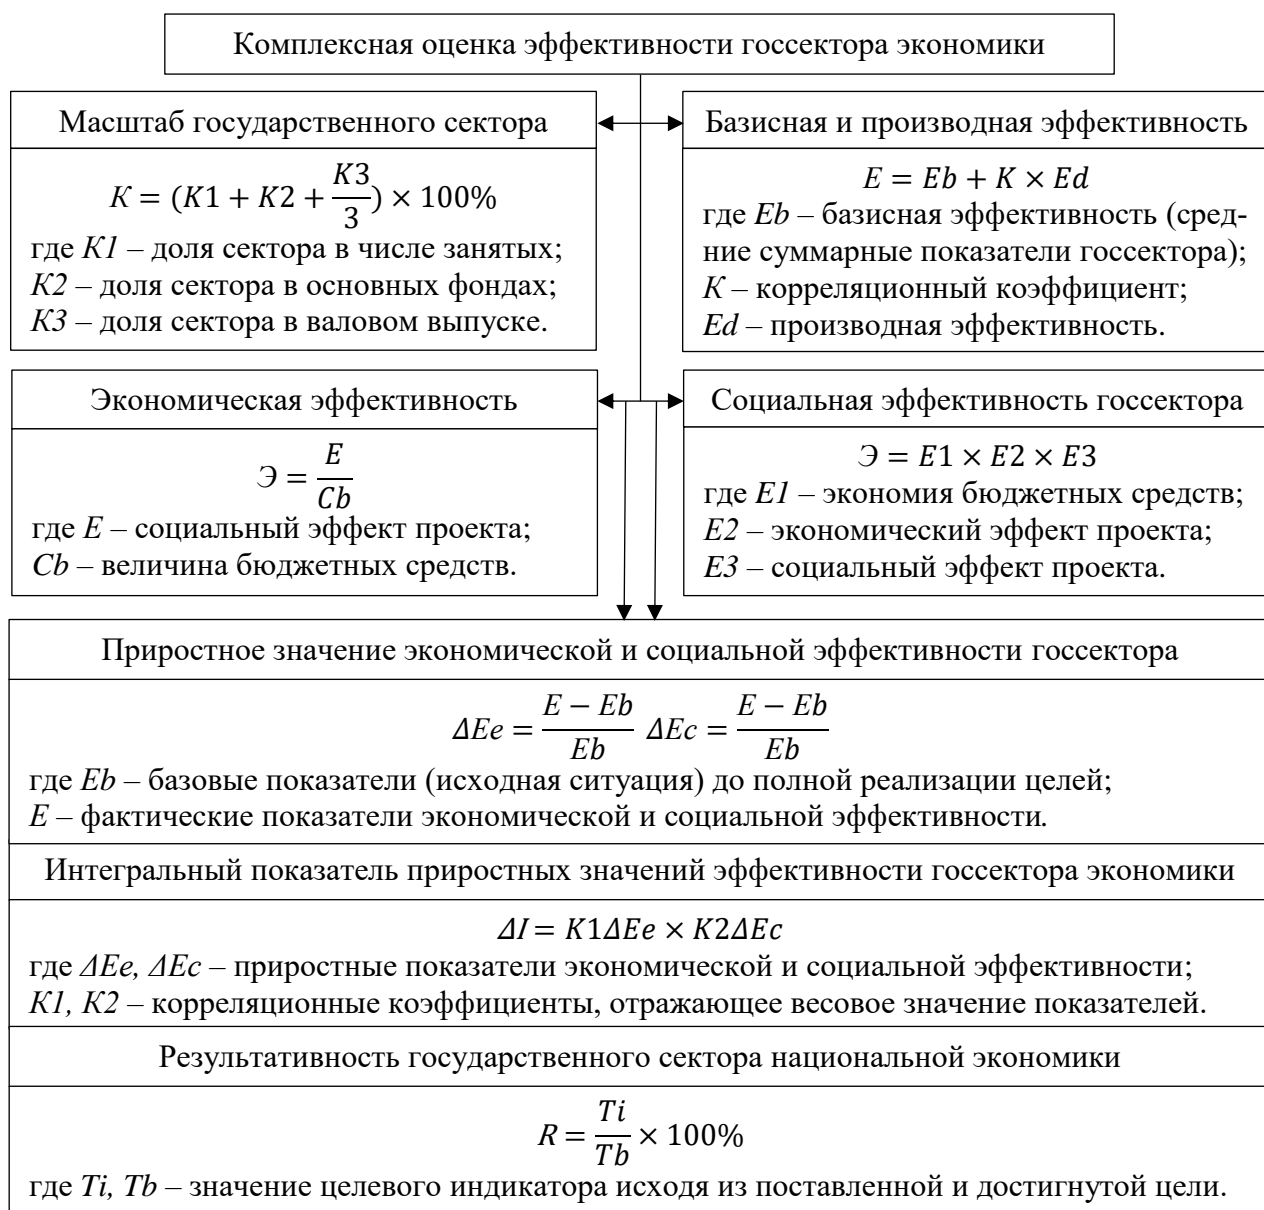 Комплексная оценка эффективности госсектора экономики
Масштаб государственного сектора
К = (K1 + K2 + K3/3) × 100%
где К1 – доля сектора в числе занятых;
К2 – доля сектора в основных фондах;
К3 – доля сектора в валовом выпуске.
Базисная и производная эффективность
E = Eb + K × Ed
где Eb – базисная эффективность (сред-
ние суммарные показатели госсектора);
К – корреляционный коэффициент;
Ed – производная эффективность.
Экономическая эффективность
Э = E/Cb
где E – социальный эффект проекта;
Cb – величина бюджетных средств.
Социальная эффективность госсектора
Э = E1 × E2 × E3
где E1 – экономия бюджетных средств;
E2 – экономический эффект проекта;
E3 – социальный эффект проекта.
Приростное значение экономической и социальной эффективности госсектора
ΔEe = (E − Eb)/Eb ΔEc = (E − Eb)/Eb
где Eb – базовые показатели (исходная ситуация) до полной реализации целей;
E – фактические показатели экономической и социальной эффективности.
Интегральный показатель приростных значений эффективности госсектора экономики
ΔI = K1ΔEe × K2ΔEc
где ΔEe, ΔEc – приростные показатели экономической и социальной эффективности;
К1, К2 – корреляционные коэффициенты, отражающее весовое значение показателей.
Результативность государственного сектора национальной экономики
R = Ti/Tb × 100%
где Ti, Tb – значение целевого индикатора исходя из поставленной и достигнутой цели.